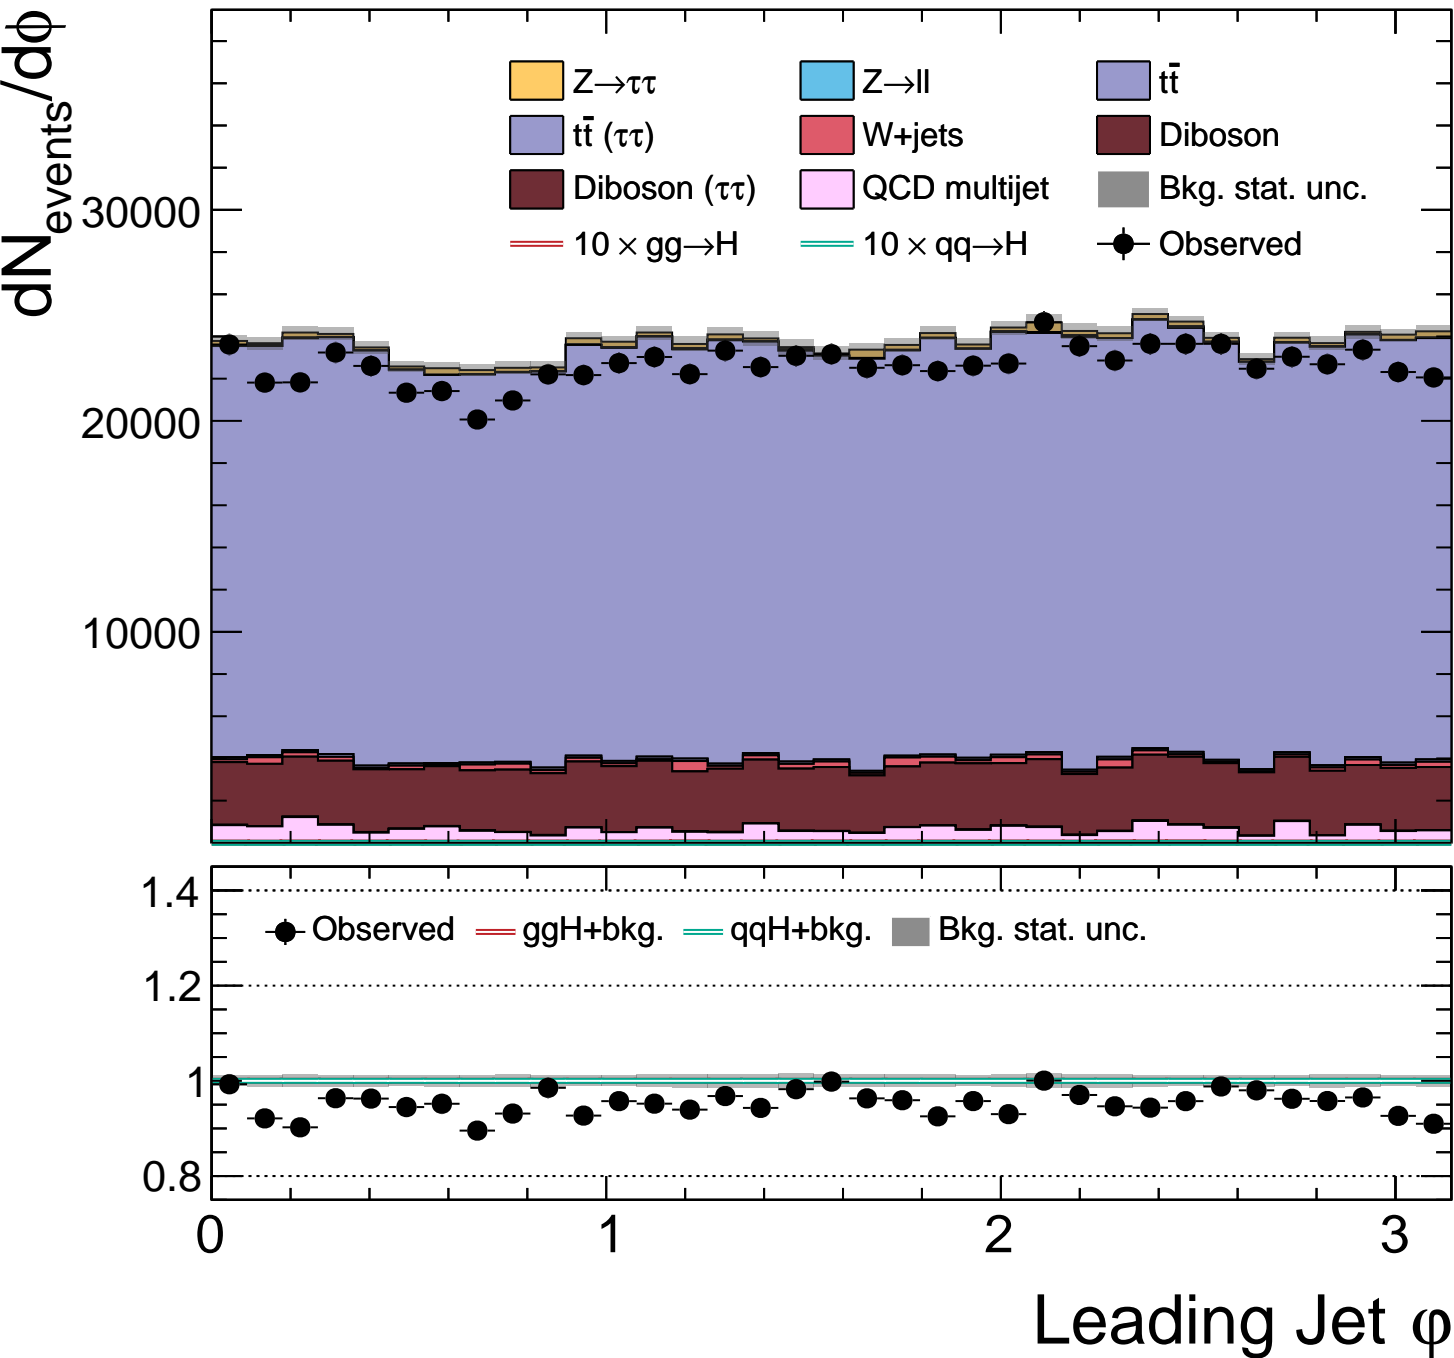 dN_events/dϕ
Z→ττ Z→ll tt̄
tt̄ (ττ) W+jets Diboson
Diboson (ττ) QCD multijet Bkg. stat. unc.
10 × gg→H 10 × qq→H Observed
30000
20000
10000
1.4
Observed ggH+bkg. qqH+bkg. Bkg. stat. unc.
1.2
1
0.8
0 1 2 3
Leading Jet φ